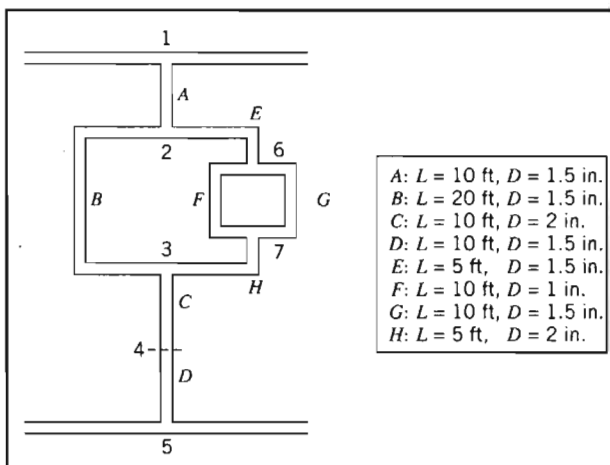 1
A
E
2
6
B
F
G
3
7
H
C
4
D
5
A: L = 10 ft, D = 1.5 in.
B: L = 20 ft, D = 1.5 in.
C: L = 10 ft, D = 2 in.
D: L = 10 ft, D = 1.5 in.
E: L = 5 ft, D = 1.5 in.
F: L = 10 ft, D = 1 in.
G: L = 10 ft, D = 1.5 in.
H: L = 5 ft, D = 2 in.